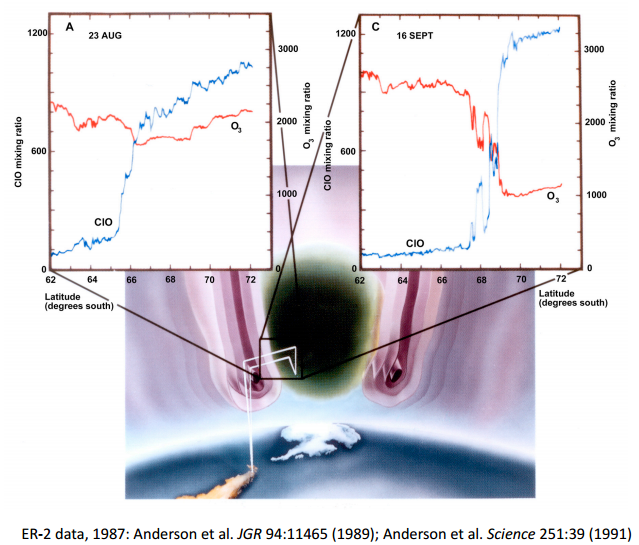 A
23 AUG
1200
600
0
ClO mixing ratio
3000
2000
1000
0
O3 mixing ratio
O3
ClO
62 64 66 68 70 72
Latitude
(degrees south)
C
16 SEPT
1200
600
0
ClO mixing ratio
3000
2000
1000
0
O3 mixing ratio
O3
ClO
62 64 66 68 70 72
Latitude
(degrees south)
ER-2 data, 1987: Anderson et al. JGR 94:11465 (1989); Anderson et al. Science 251:39 (1991)